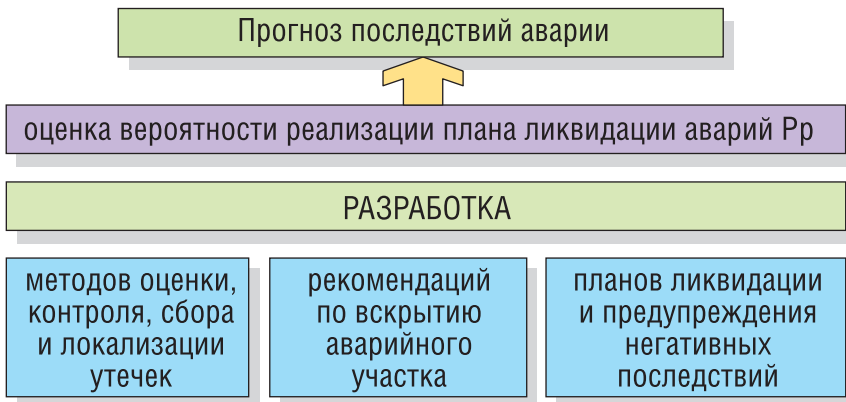 Прогноз последствий аварии
оценка вероятности реализации плана ликвидации аварий Рр
РАЗРАБОТКА
методов оценки,
контроля, сбора
и локализации
утечек
рекомендаций
по вскрытию
аварийного
участка
планов ликвидации
и предупреждения
негативных
последствий